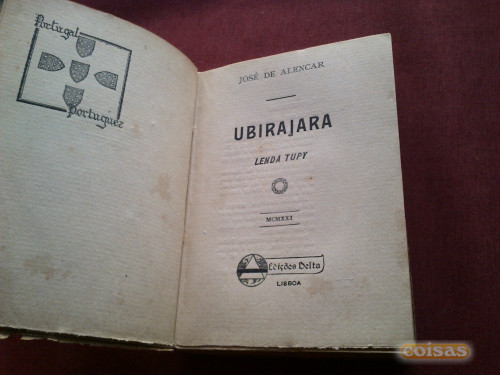 Portugal
Portuguez
JOSÉ DE ALENCAR
UBIRAJARA
LENDA TUPY
MCMXXI
Edições Delta
LISBOA
coisas